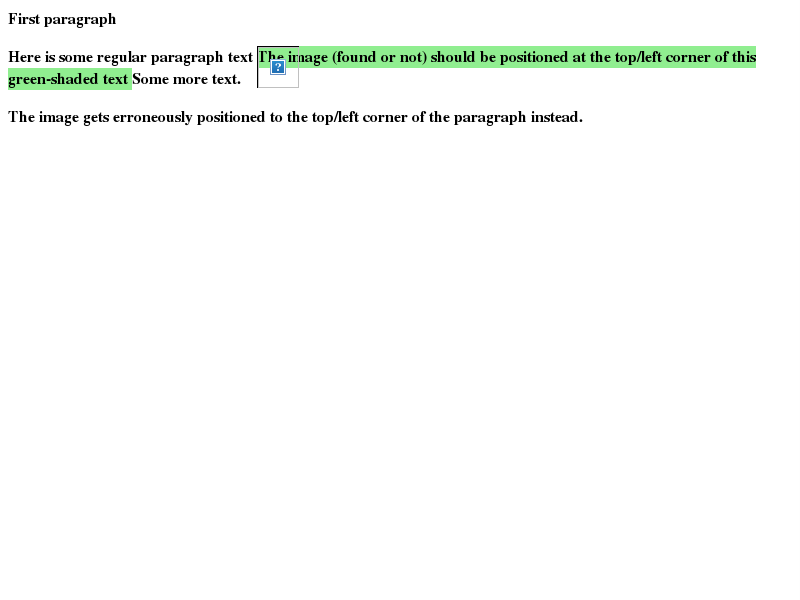 First paragraph
Here is some regular paragraph text The image (found or not) should be positioned at the top/left corner of this
green-shaded text Some more text.
The image gets erroneously positioned to the top/left corner of the paragraph instead.